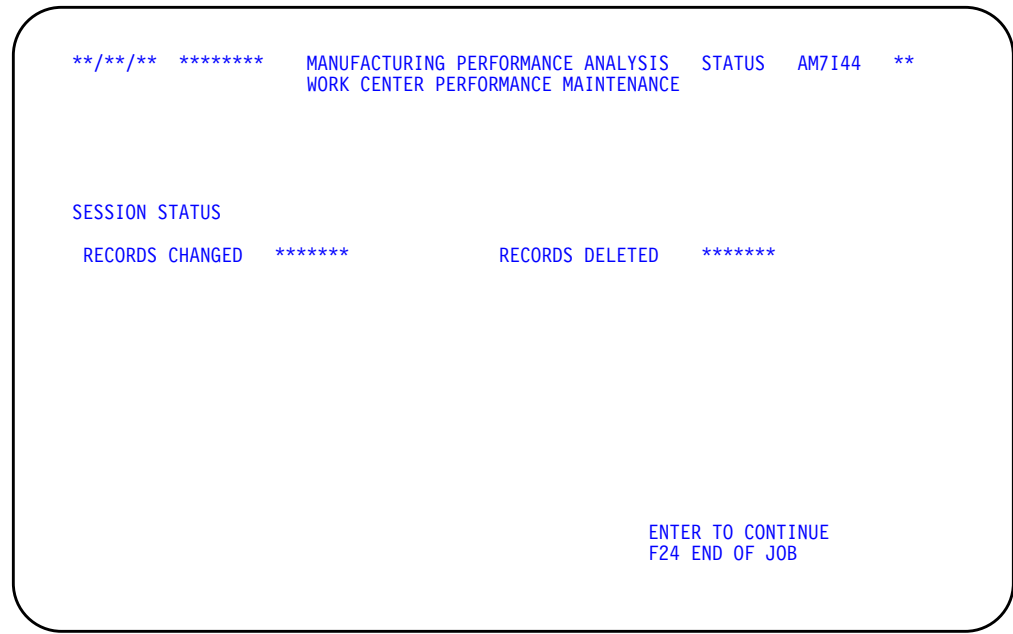 **/**/** ******** MANUFACTURING PERFORMANCE ANALYSIS STATUS AM7I44 **
WORK CENTER PERFORMANCE MAINTENANCE
SESSION STATUS
RECORDS CHANGED ******* RECORDS DELETED *******
ENTER TO CONTINUE
F24 END OF JOB